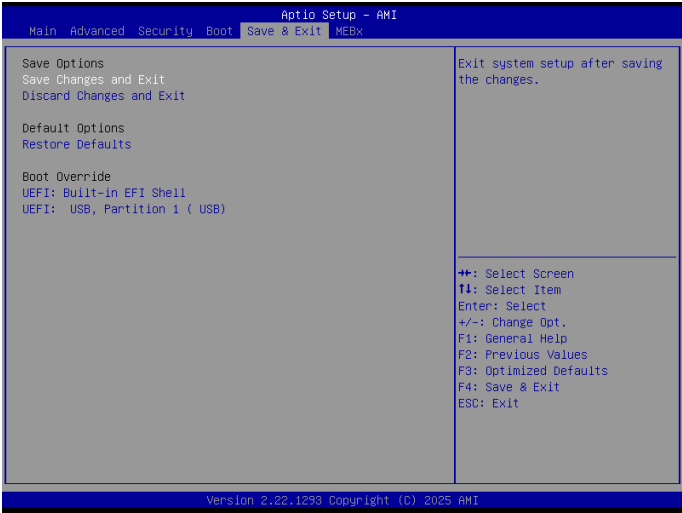 Aptio Setup – AMI
Main Advanced Security Boot Save & Exit MEBx
Save Options
Save Changes and Exit
Discard Changes and Exit
Default Options
Restore Defaults
Boot Override
UEFI: Built-in EFI Shell
UEFI: USB, Partition 1 ( USB)
Exit system setup after saving
the changes.
→←: Select Screen
↑↓: Select Item
Enter: Select
+/-: Change Opt.
F1: General Help
F2: Previous Values
F3: Optimized Defaults
F4: Save & Exit
ESC: Exit
Version 2.22.1293 Copyright (C) 2025 AMI